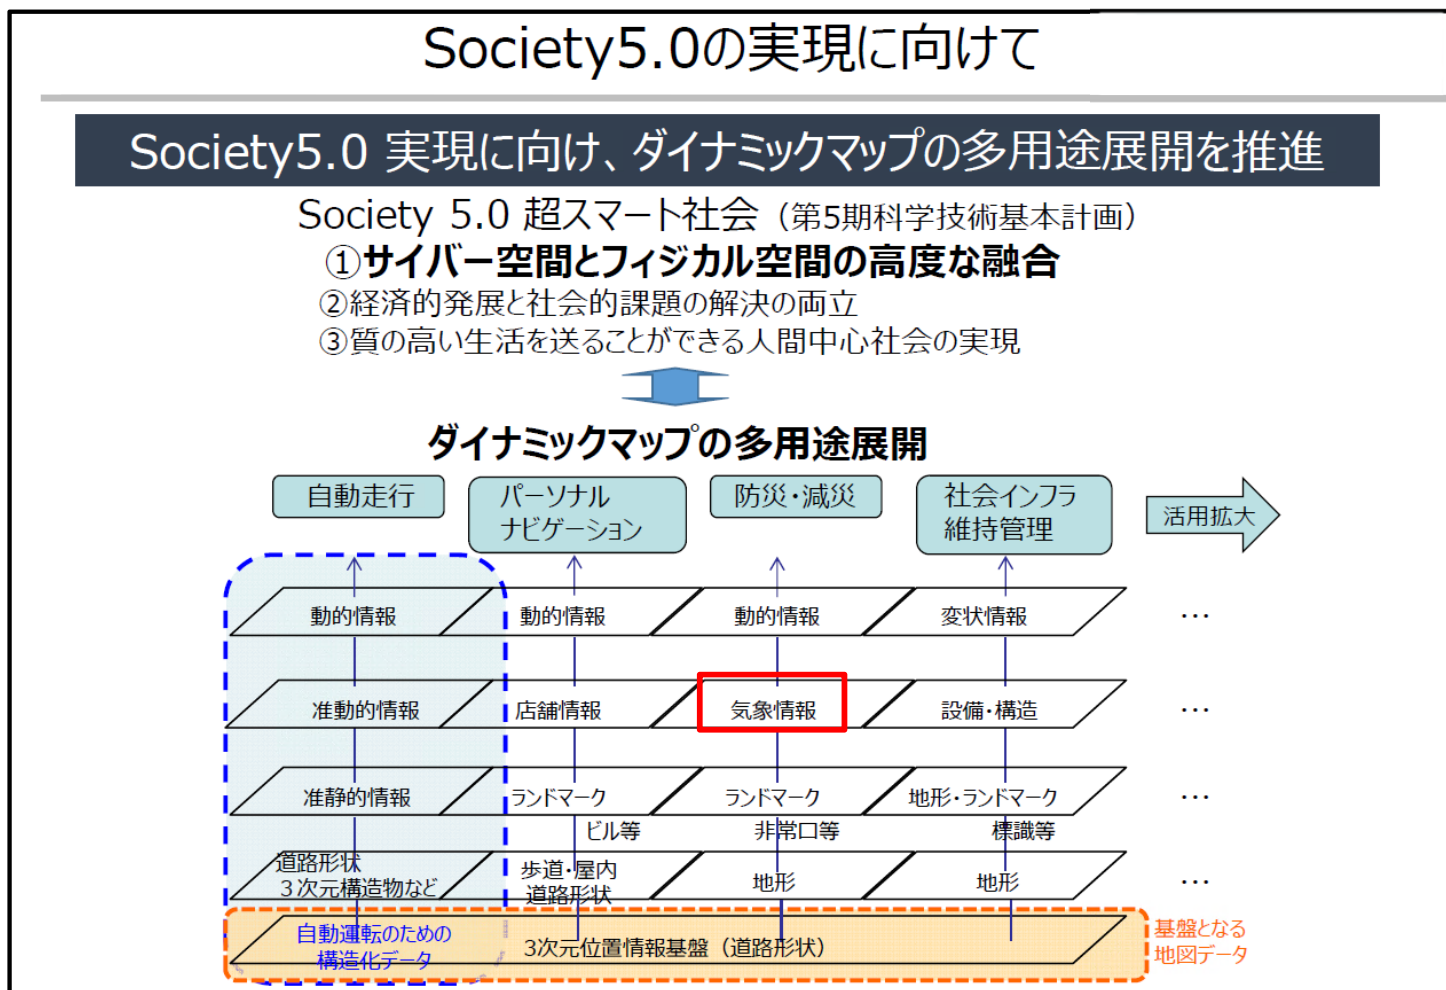 Society5.0の実現に向けて
Society5.0 実現に向け、ダイナミックマップの多用途展開を推進
Society 5.0 超スマート社会（第5期科学技術基本計画）
①サイバー空間とフィジカル空間の高度な融合
②経済的発展と社会的課題の解決の両立
③質の高い生活を送ることができる人間中心社会の実現
ダイナミックマップの多用途展開
自動走行
パーソナル
ナビゲーション
防災・減災
社会インフラ
維持管理
活用拡大
動的情報
動的情報
動的情報
変状情報
…
准動的情報
店舗情報
気象情報
設備・構造
…
准静的情報
ランドマーク
ビル等
ランドマーク
非常口等
地形・ランドマーク
標識等
…
道路形状
３次元構造物など
歩道・屋内
道路形状
地形
地形
…
自動運転のための
構造化データ
3次元位置情報基盤（道路形状）
基盤となる
地図データ